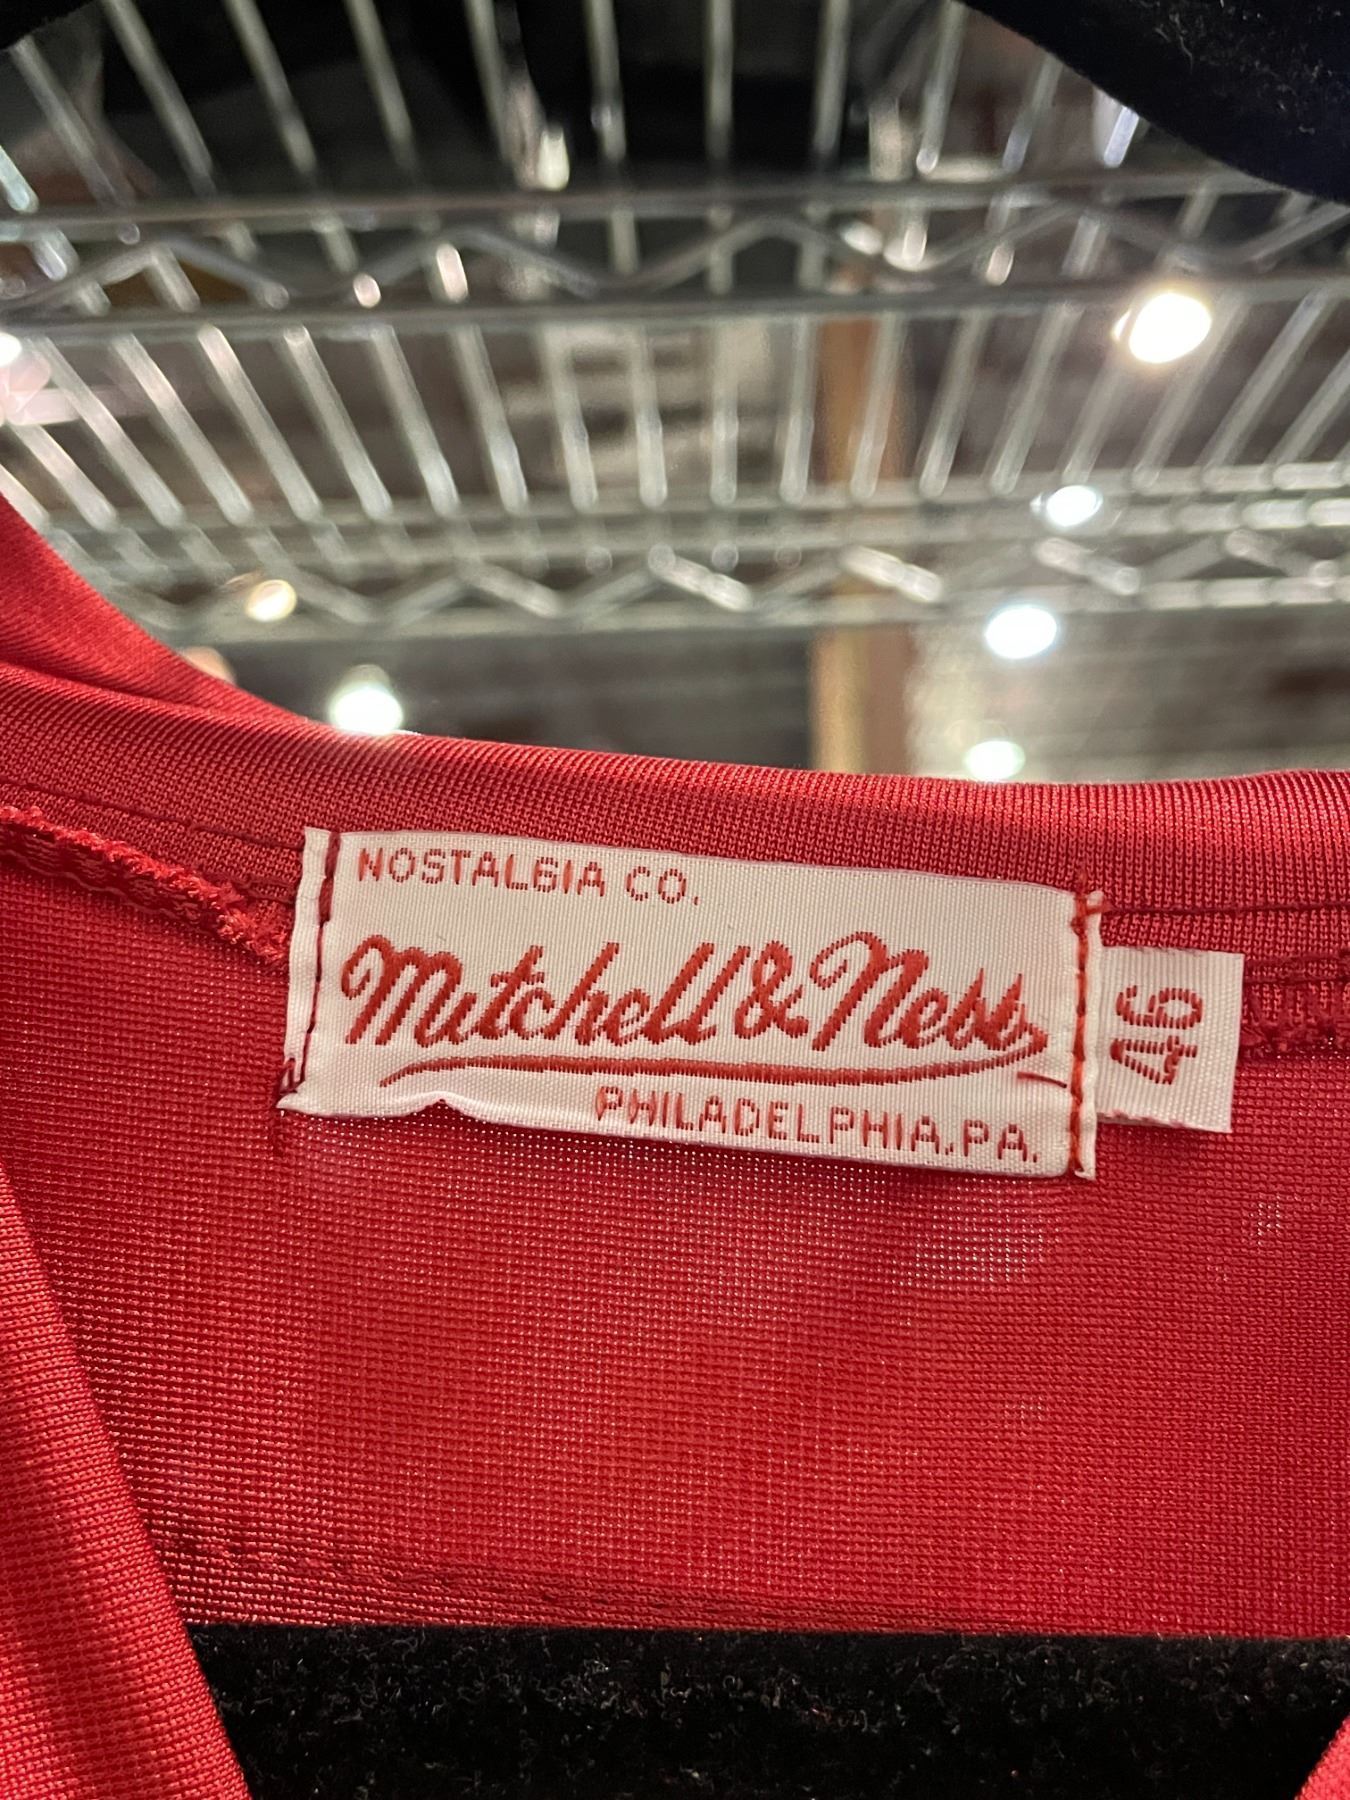 NOSTALGIA CO.
Mitchell & Ness
PHILADELPHIA, PA.
46